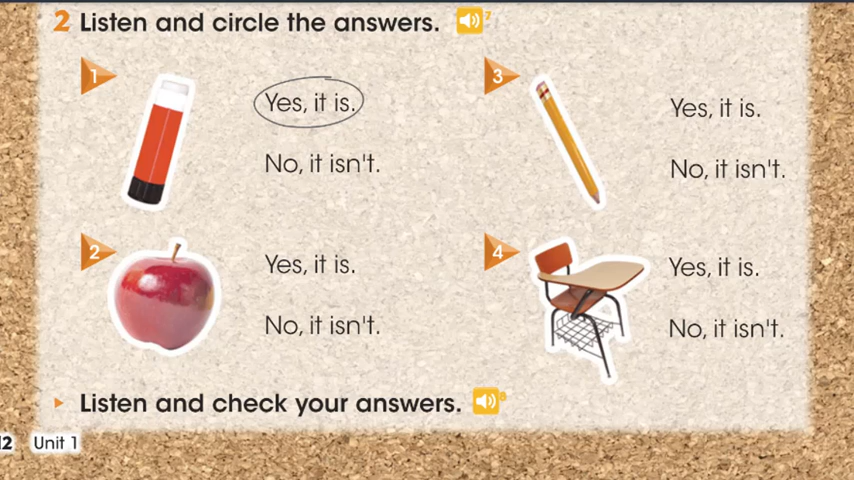 2 Listen and circle the answers. 7
1
Yes, it is.
No, it isn't.
2
Yes, it is.
No, it isn't.
3
Yes, it is.
No, it isn't.
4
Yes, it is.
No, it isn't.
Listen and check your answers. 8
12 Unit 1